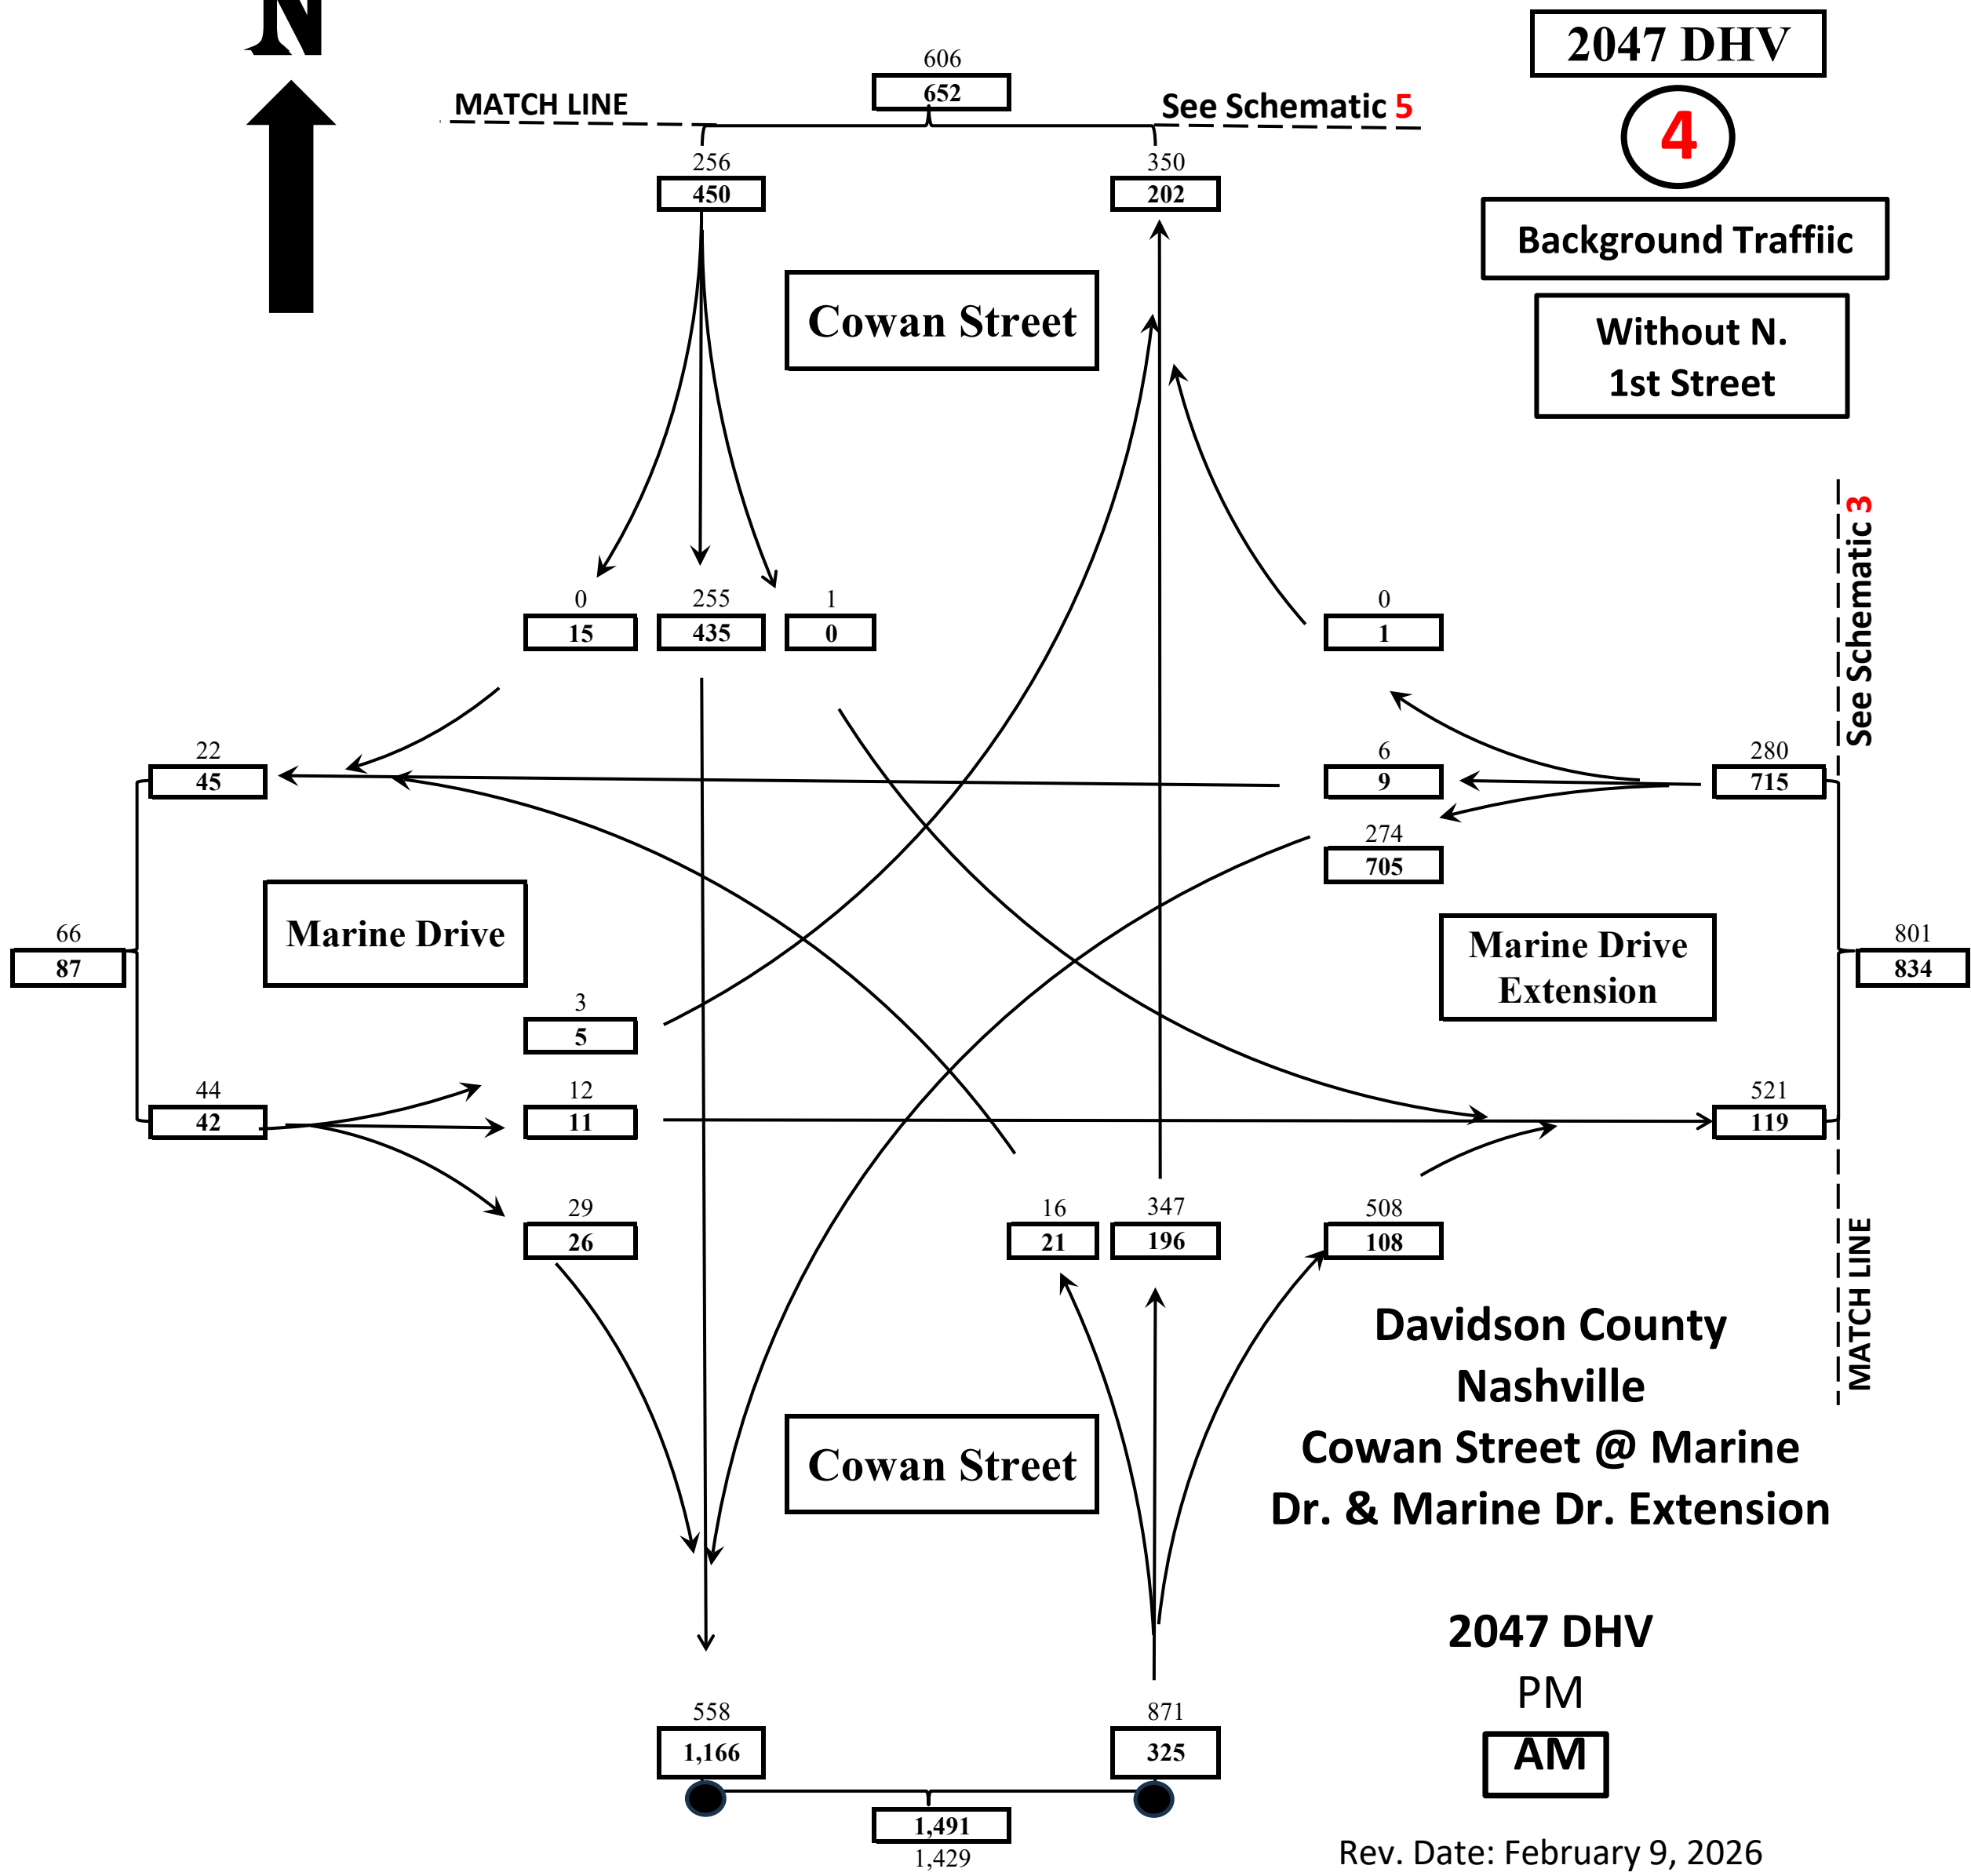 N
606
2047 DHV
652
MATCH LINE
See Schematic 5
4
256
350
450
202
Background Traffiic
Cowan Street
Without N.
1st Street
See Schematic 3
0
255
1
0
15
435
0
1
22
6
280
45
9
715
274
705
Marine Drive
Marine Drive
Extension
66
87
801
834
3
5
44
12
521
42
11
119
29
16
347
508
26
21
196
108
MATCH LINE
Davidson County
Nashville
Cowan Street @ Marine
Dr. & Marine Dr. Extension
Cowan Street
2047 DHV
PM
AM
558
871
1,166
325
1,491
1,429
Rev. Date: February 9, 2026